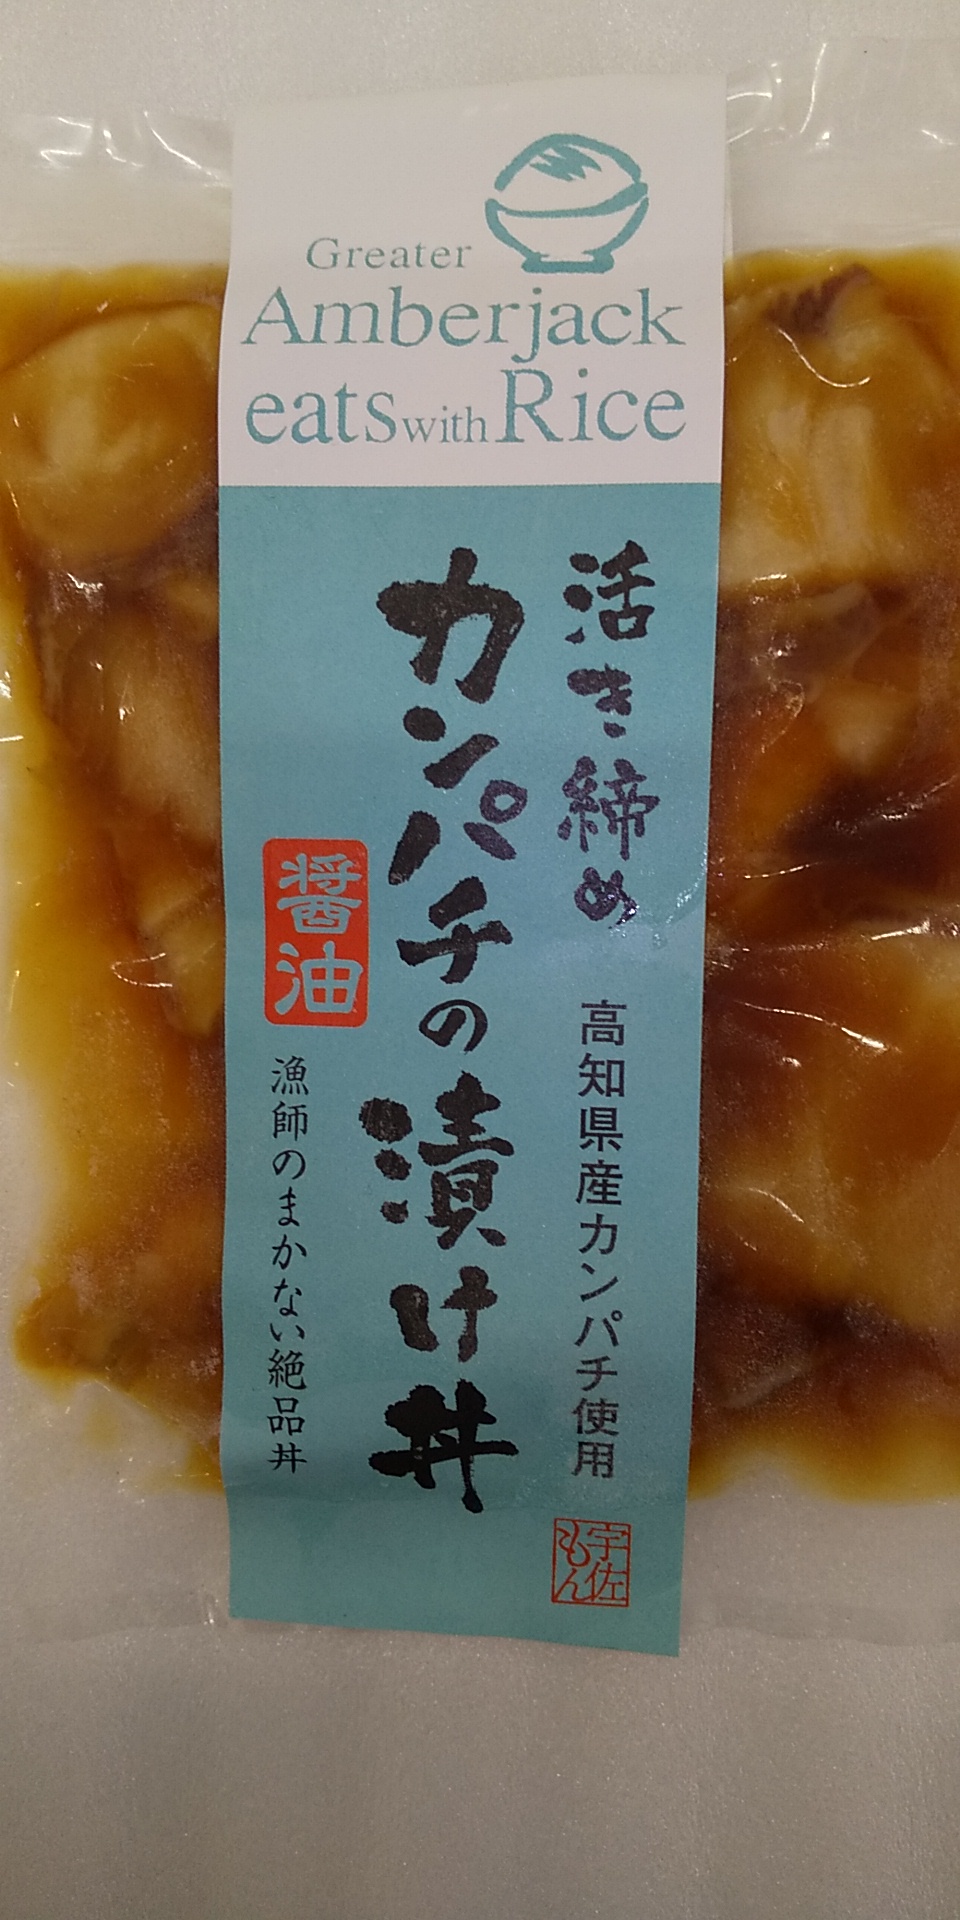 Greater
Amberjack
eats with Rice
活き締め
高知県産カンパチ使用
カンパチの漬け丼
醤油
漁師のまかない絶品丼
宇佐
もん